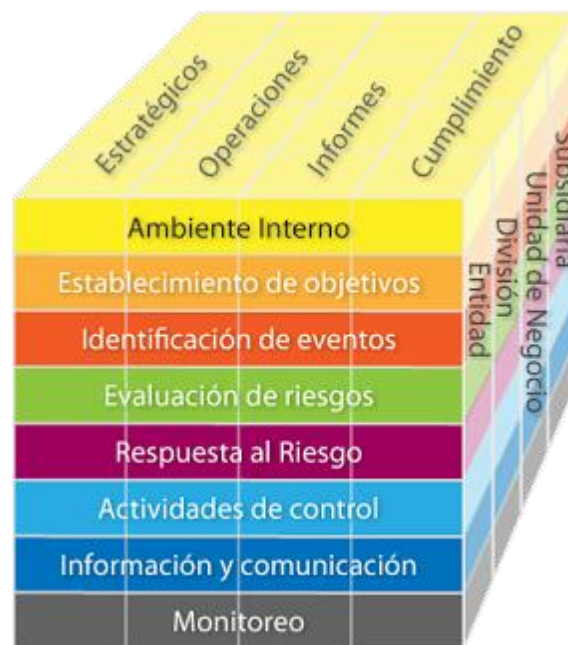 Estratégicos
Operaciones
Informes
Cumplimiento
Ambiente Interno
Establecimiento de objetivos
Identificación de eventos
Evaluación de riesgos
Respuesta al Riesgo
Actividades de control
Información y comunicación
Monitoreo
Entidad
División
Unidad de Negocio
Subsidiaria